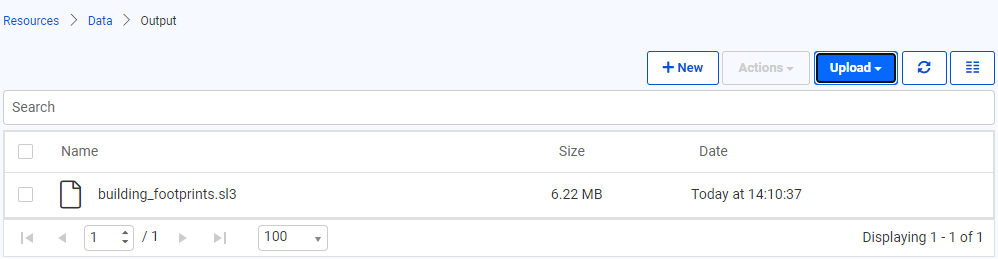 Resources > Data > Output
+ New Actions Upload
Search
Name Size Date
building_footprints.sl3 6.22 MB Today at 14:10:37
1 / 1 100 Displaying 1 - 1 of 1